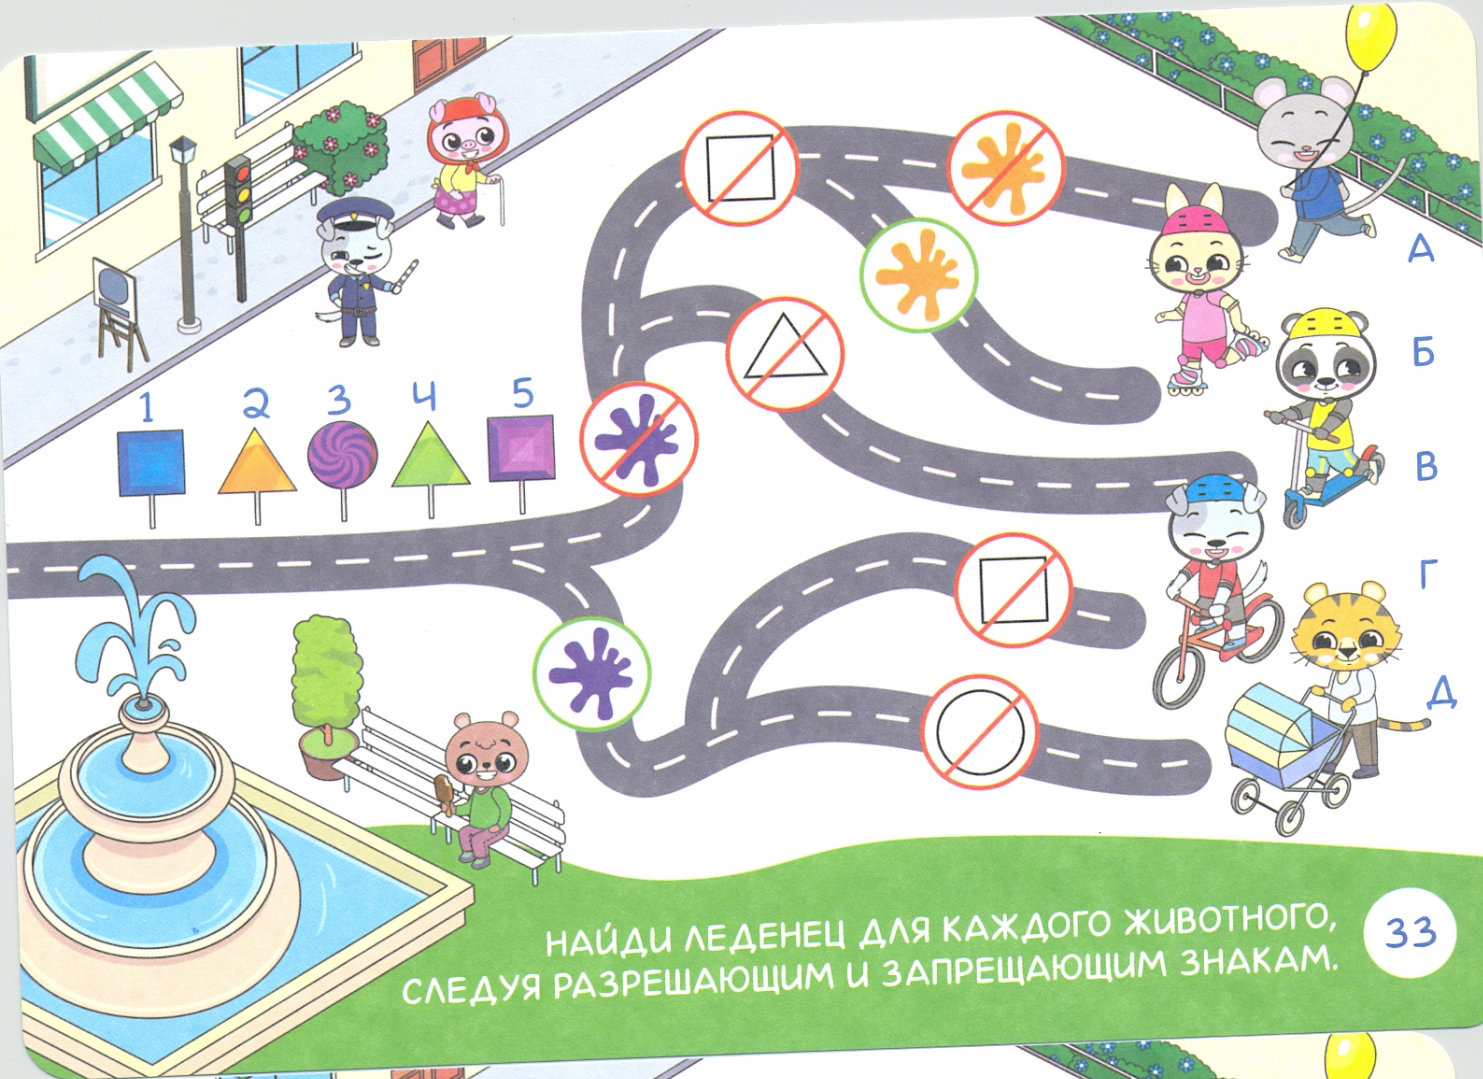 1 2 3 4 5
А
Б
В
Г
Д
НАЙДИ ЛЕДЕНЕЦ ДЛЯ КАЖДОГО ЖИВОТНОГО,
СЛЕДУЯ РАЗРЕШАЮЩИМ И ЗАПРЕЩАЮЩИМ ЗНАКАМ.
33